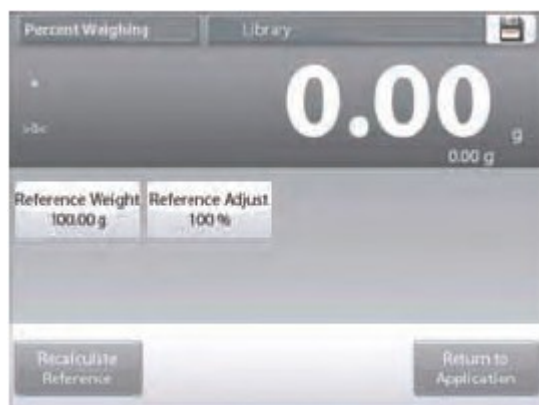 Percent Weighing
Library
*
>0<
0.00 g
0.00 g
Reference Weight
100.00 g
Reference Adjust
100 %
Recalculate
Reference
Return to
Application